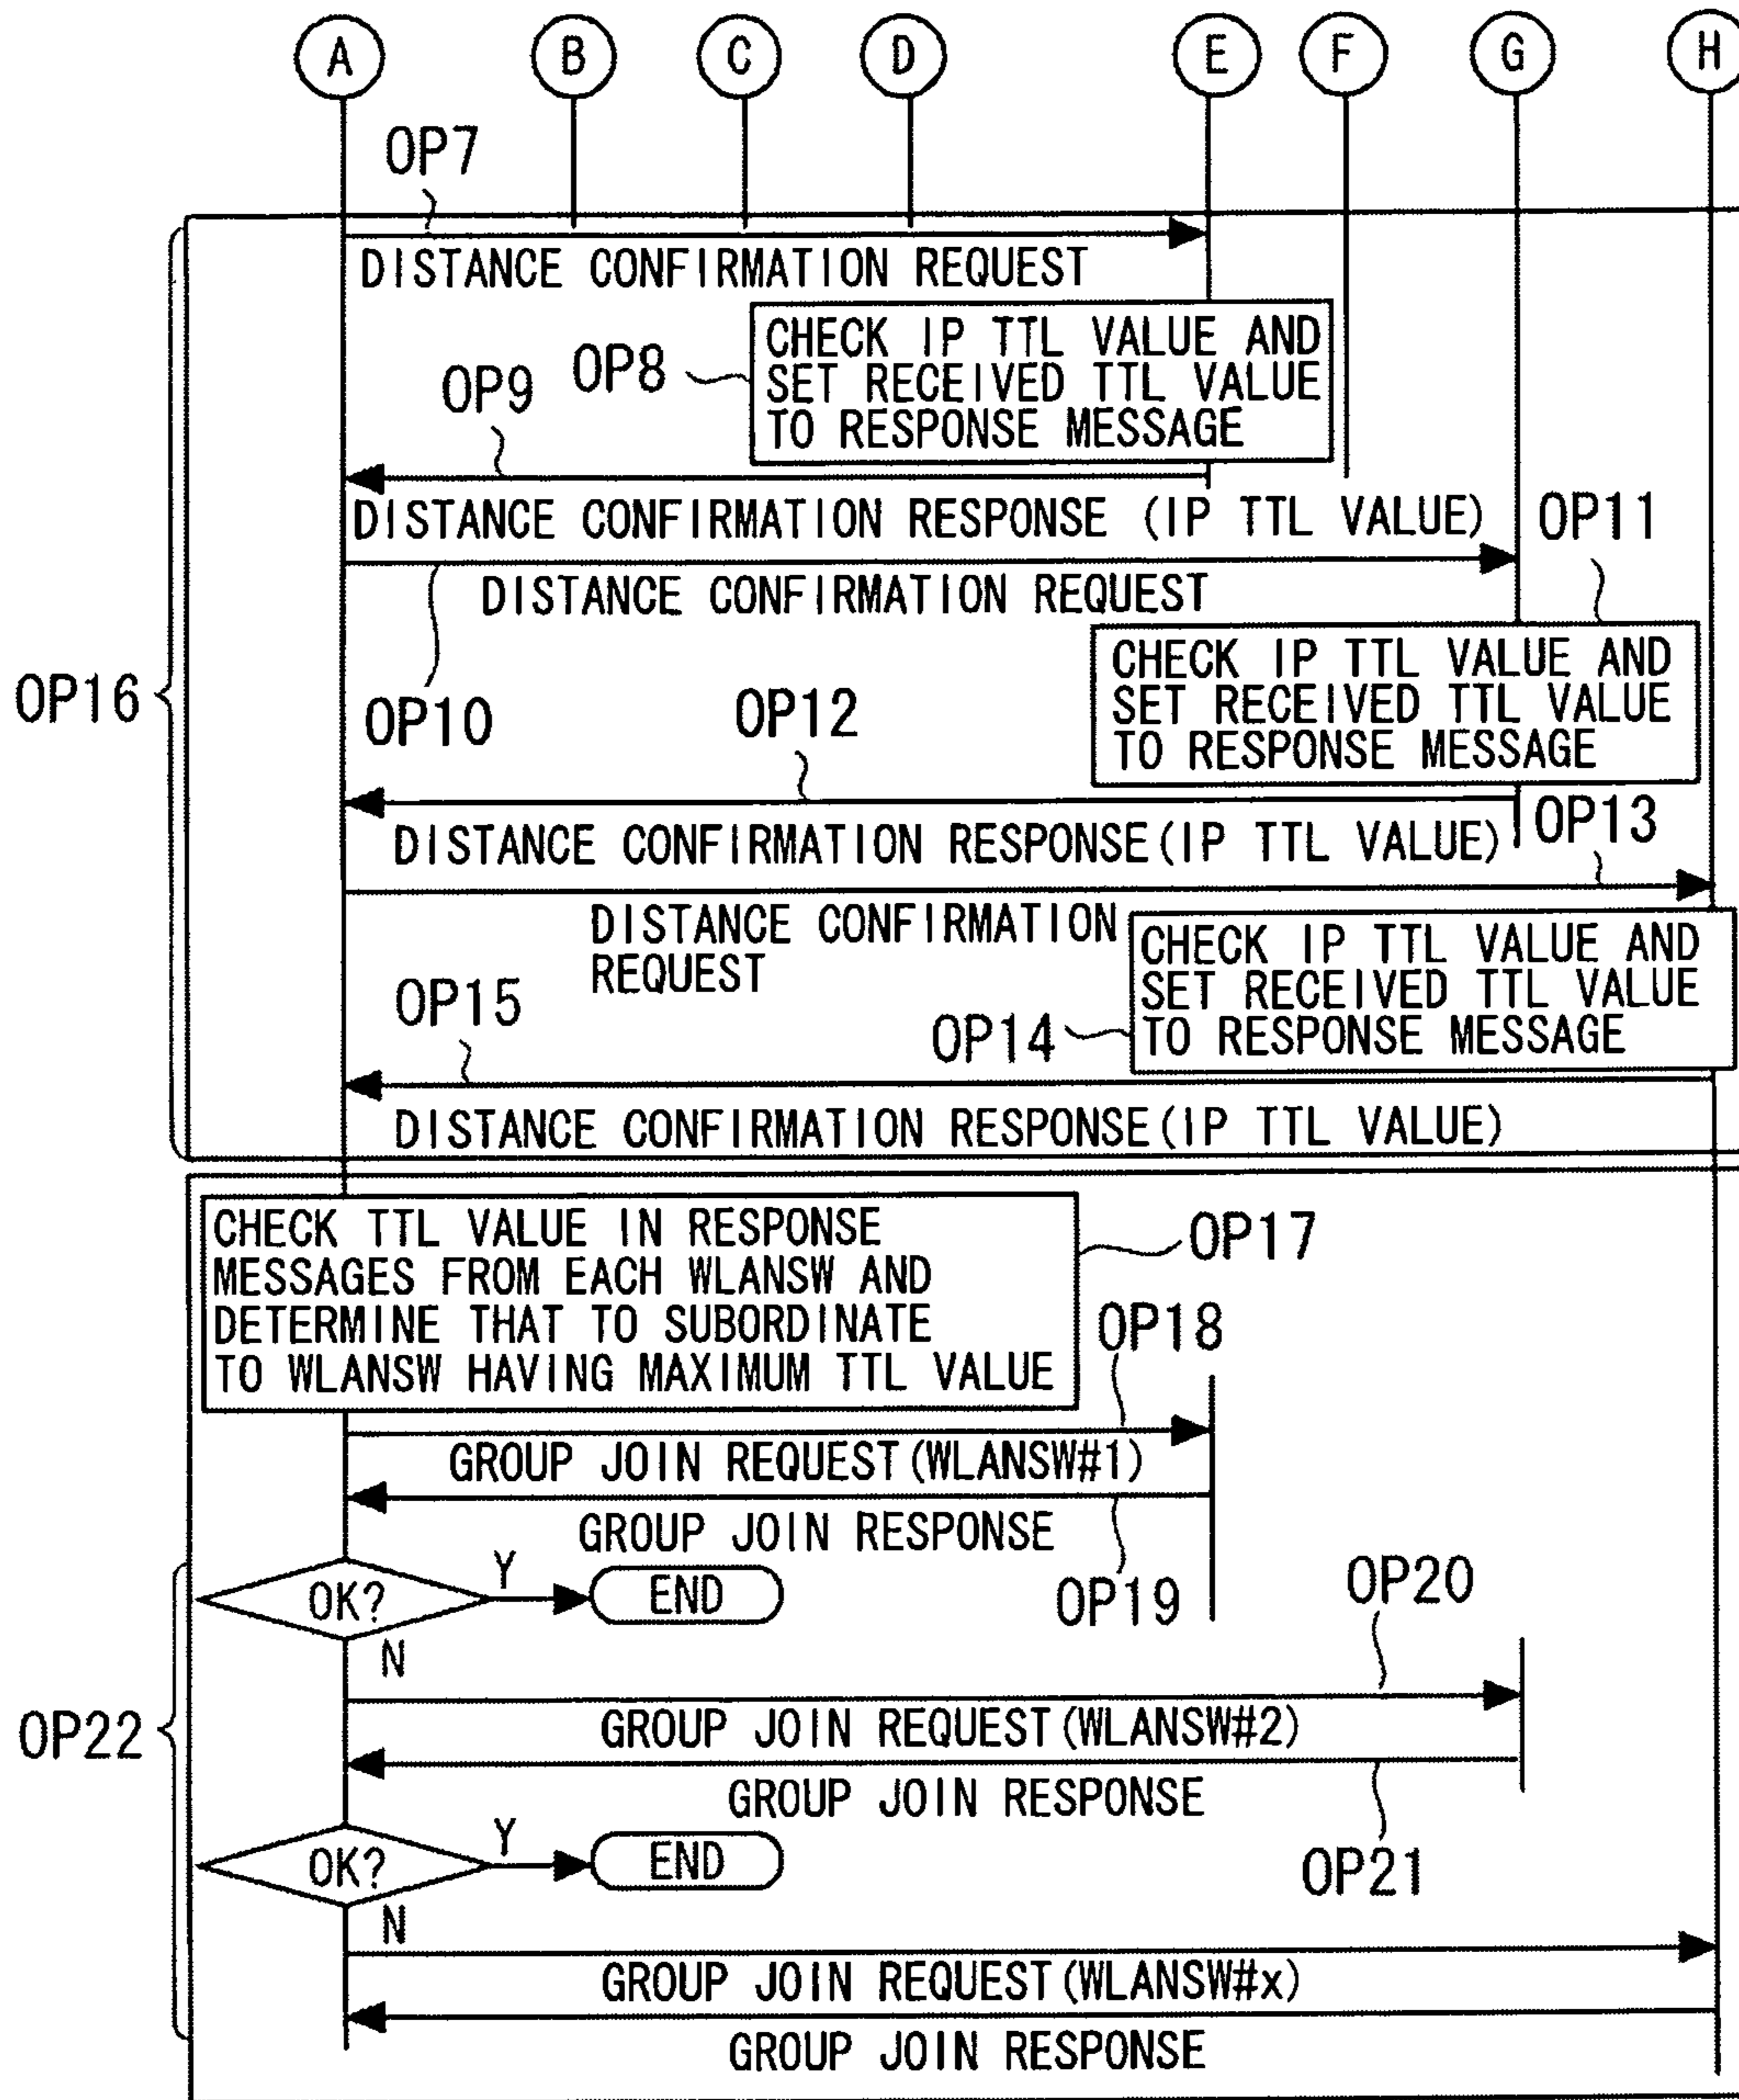 A B C D E F G H
OP7
DISTANCE CONFIRMATION REQUEST
OP8
CHECK IP TTL VALUE AND
SET RECEIVED TTL VALUE
TO RESPONSE MESSAGE
OP9
DISTANCE CONFIRMATION RESPONSE (IP TTL VALUE)
OP11
DISTANCE CONFIRMATION REQUEST
CHECK IP TTL VALUE AND
SET RECEIVED TTL VALUE
TO RESPONSE MESSAGE
OP16
OP10
OP12
DISTANCE CONFIRMATION RESPONSE(IP TTL VALUE)
OP13
DISTANCE CONFIRMATION
REQUEST
CHECK IP TTL VALUE AND
SET RECEIVED TTL VALUE
TO RESPONSE MESSAGE
OP15
OP14
DISTANCE CONFIRMATION RESPONSE(IP TTL VALUE)
CHECK TTL VALUE IN RESPONSE
MESSAGES FROM EACH WLANSW AND
DETERMINE THAT TO SUBORDINATE
TO WLANSW HAVING MAXIMUM TTL VALUE
OP17
OP18
GROUP JOIN REQUEST(WLANSW#1)
GROUP JOIN RESPONSE
OK?
Y
END
OP19
OP20
N
GROUP JOIN REQUEST(WLANSW#2)
OP22
GROUP JOIN RESPONSE
OK?
Y
END
OP21
N
GROUP JOIN REQUEST(WLANSW#x)
GROUP JOIN RESPONSE